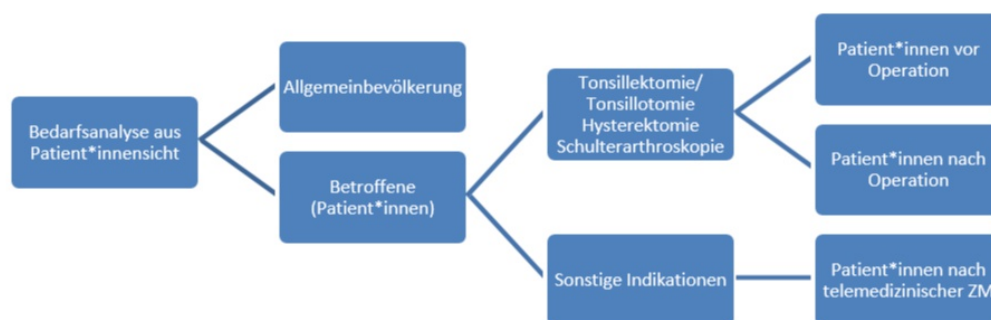 Bedarfsanalyse aus
Patient*innensicht
Allgemeinbevölkerung
Betroffene
(Patient*innen)
Tonsillektomie/
Tonsillotomie
Hysterektomie
Schulterarthroskopie
Sonstige Indikationen
Patient*innen vor
Operation
Patient*innen nach
Operation
Patient*innen nach
telemedizinischer ZM